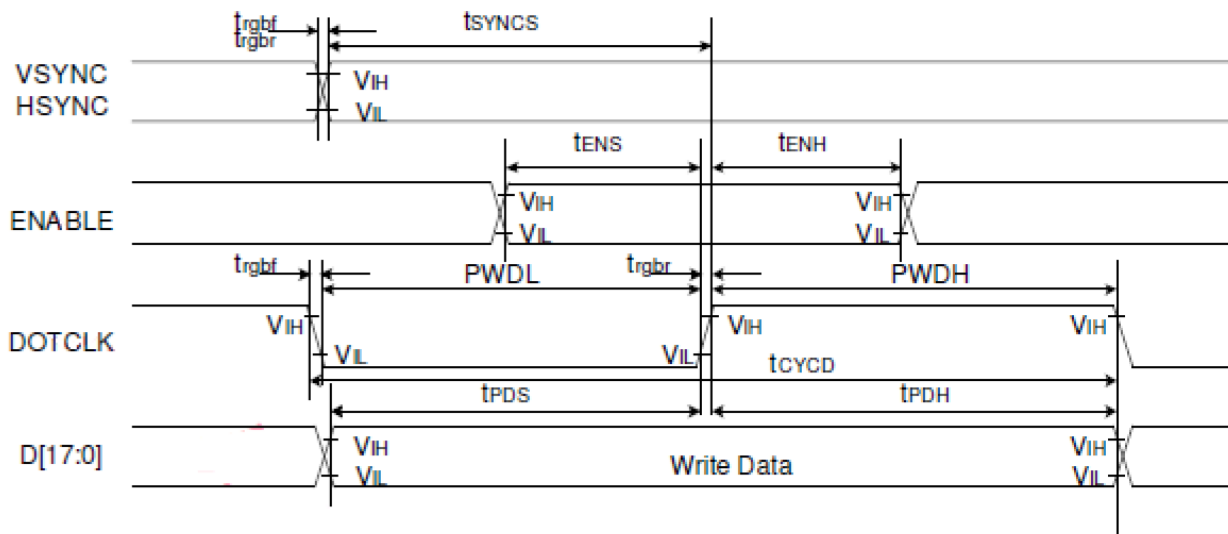 trgbf
trgbr
tSYNCS
VSYNC
HSYNC
VIH
VIL
tENS
tENH
ENABLE
VIH
VIL
VIH
VIL
trgbf
PWDL
trgbr
PWDH
DOTCLK
VIH
VIL
VIL
VIH
VIH
tCYCD
tPDS
tPDH
D[17:0]
VIH
VIL
Write Data
VIH
VIL